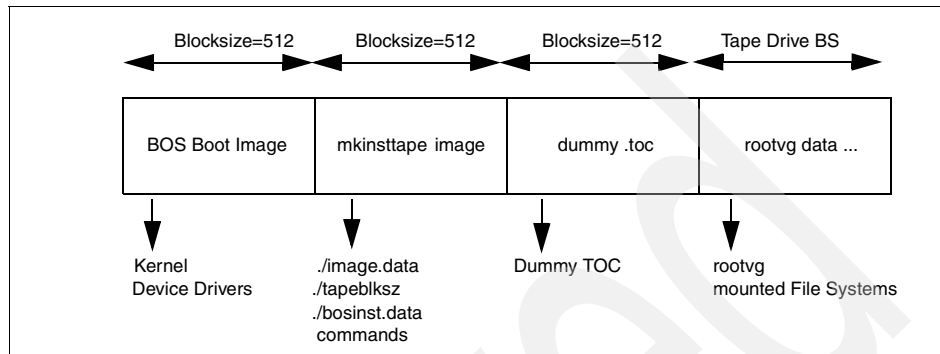 Blocksize=512 Blocksize=512 Blocksize=512 Tape Drive BS
BOS Boot Image mkinsttape image dummy .toc rootvg data ...
Kernel
Device Drivers
./image.data
./tapeblksz
./bosinst.data
commands
Dummy TOC
rootvg
mounted File Systems